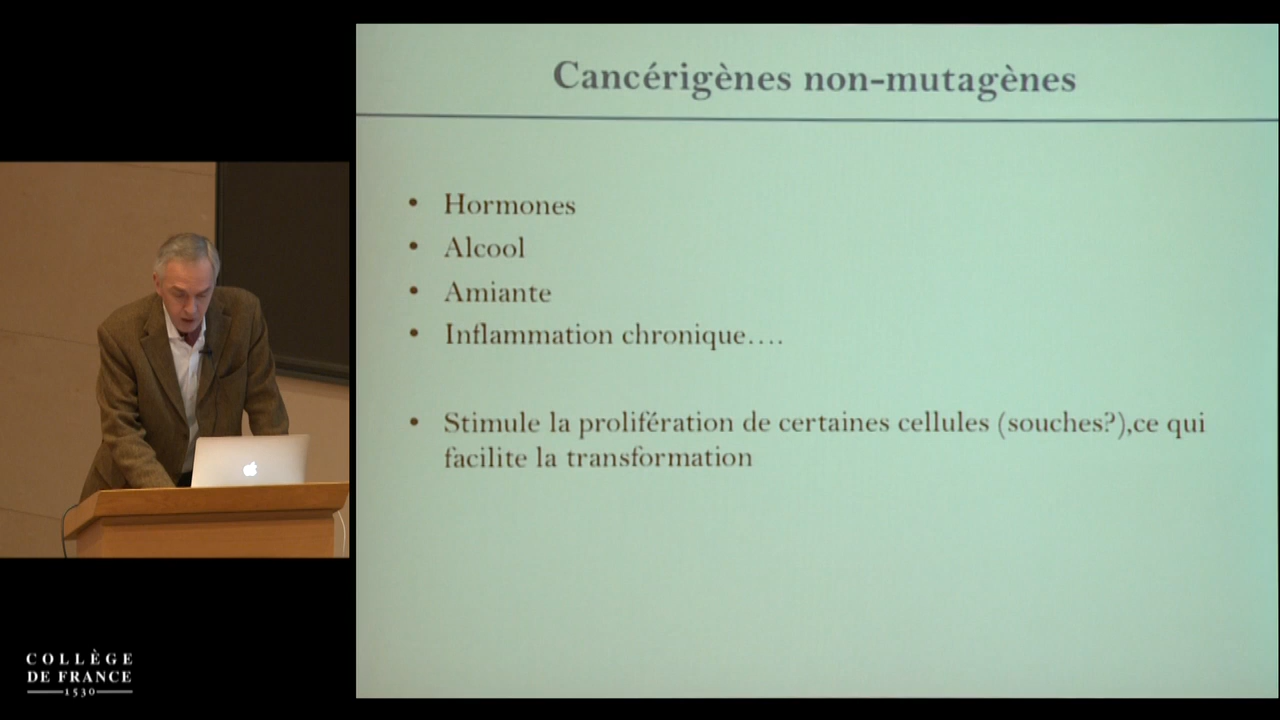 Cancérigènes non-mutagènes
• Hormones
• Alcool
• Amiante
• Inflammation chronique….
• Stimule la prolifération de certaines cellules (souches?),ce qui
facilite la transformation
COLLÈGE
DE FRANCE
1530